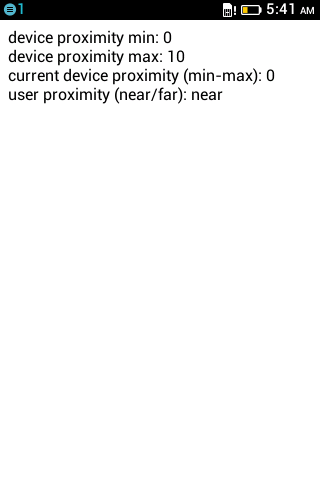 1 5:41 AM
device proximity min: 0
device proximity max: 10
current device proximity (min-max): 0
user proximity (near/far): near